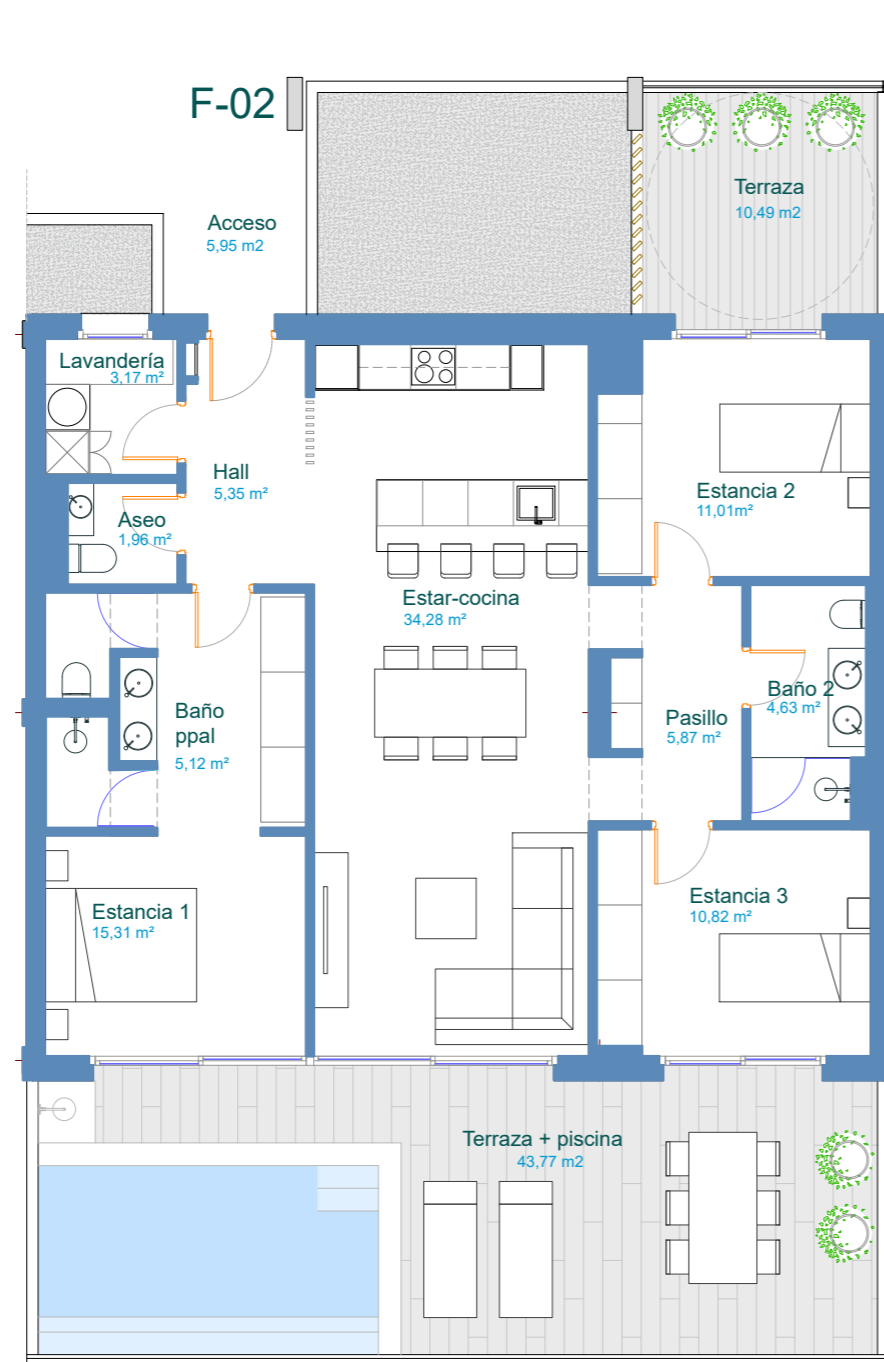 F-02
Acceso
5,95 m2
Terraza
10,49 m2
Lavandería
3,17 m²
Hall
5,35 m²
Aseo
1,96 m²
Estancia 2
11,01m²
Estar-cocina
34,28 m²
Baño
ppal
5,12 m²
Pasillo
5,87 m²
Baño 2
4,63 m²
Estancia 1
15,31 m²
Estancia 3
10,82 m²
Terraza + piscina
43,77 m2